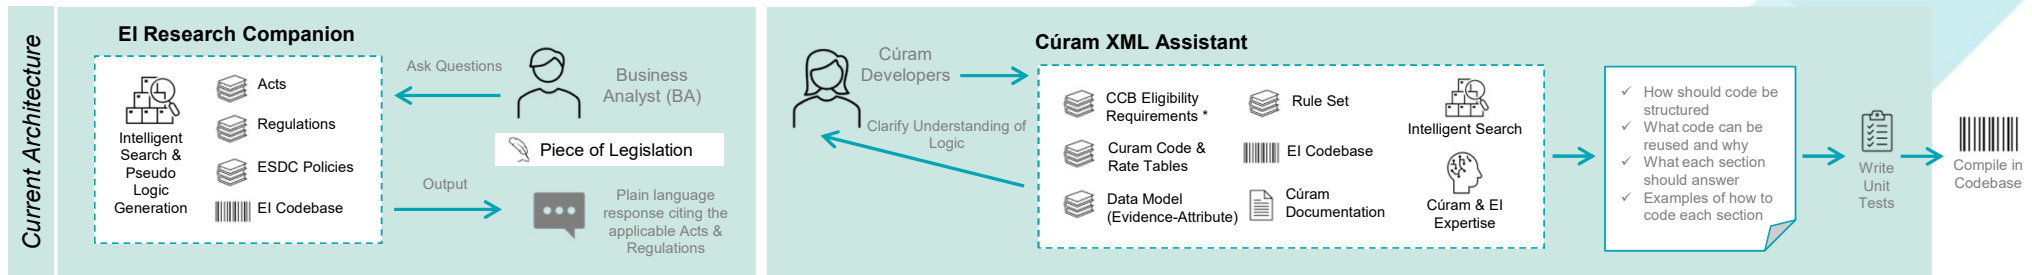 Current Architecture
EI Research Companion
Intelligent
Search &
Pseudo
Logic
Generation
Acts
Regulations
ESDC Policies
EI Codebase
Ask Questions
Business
Analyst (BA)
Piece of Legislation
Output
Plain language
response citing the
applicable Acts &
Regulations
Cúram
Developers
Clarify Understanding of
Logic
Cúram XML Assistant
CCB Eligibility
Requirements *
Curam Code &
Rate Tables
Data Model
(Evidence-Attribute)
Rule Set
EI Codebase
Cúram
Documentation
Intelligent Search
Cúram & EI
Expertise
✓ How should code be
structured
✓ What code can be
reused and why
✓ What each section
should answer
✓ Examples of how to
code each section
Write
Unit
Tests
Compile in
Codebase